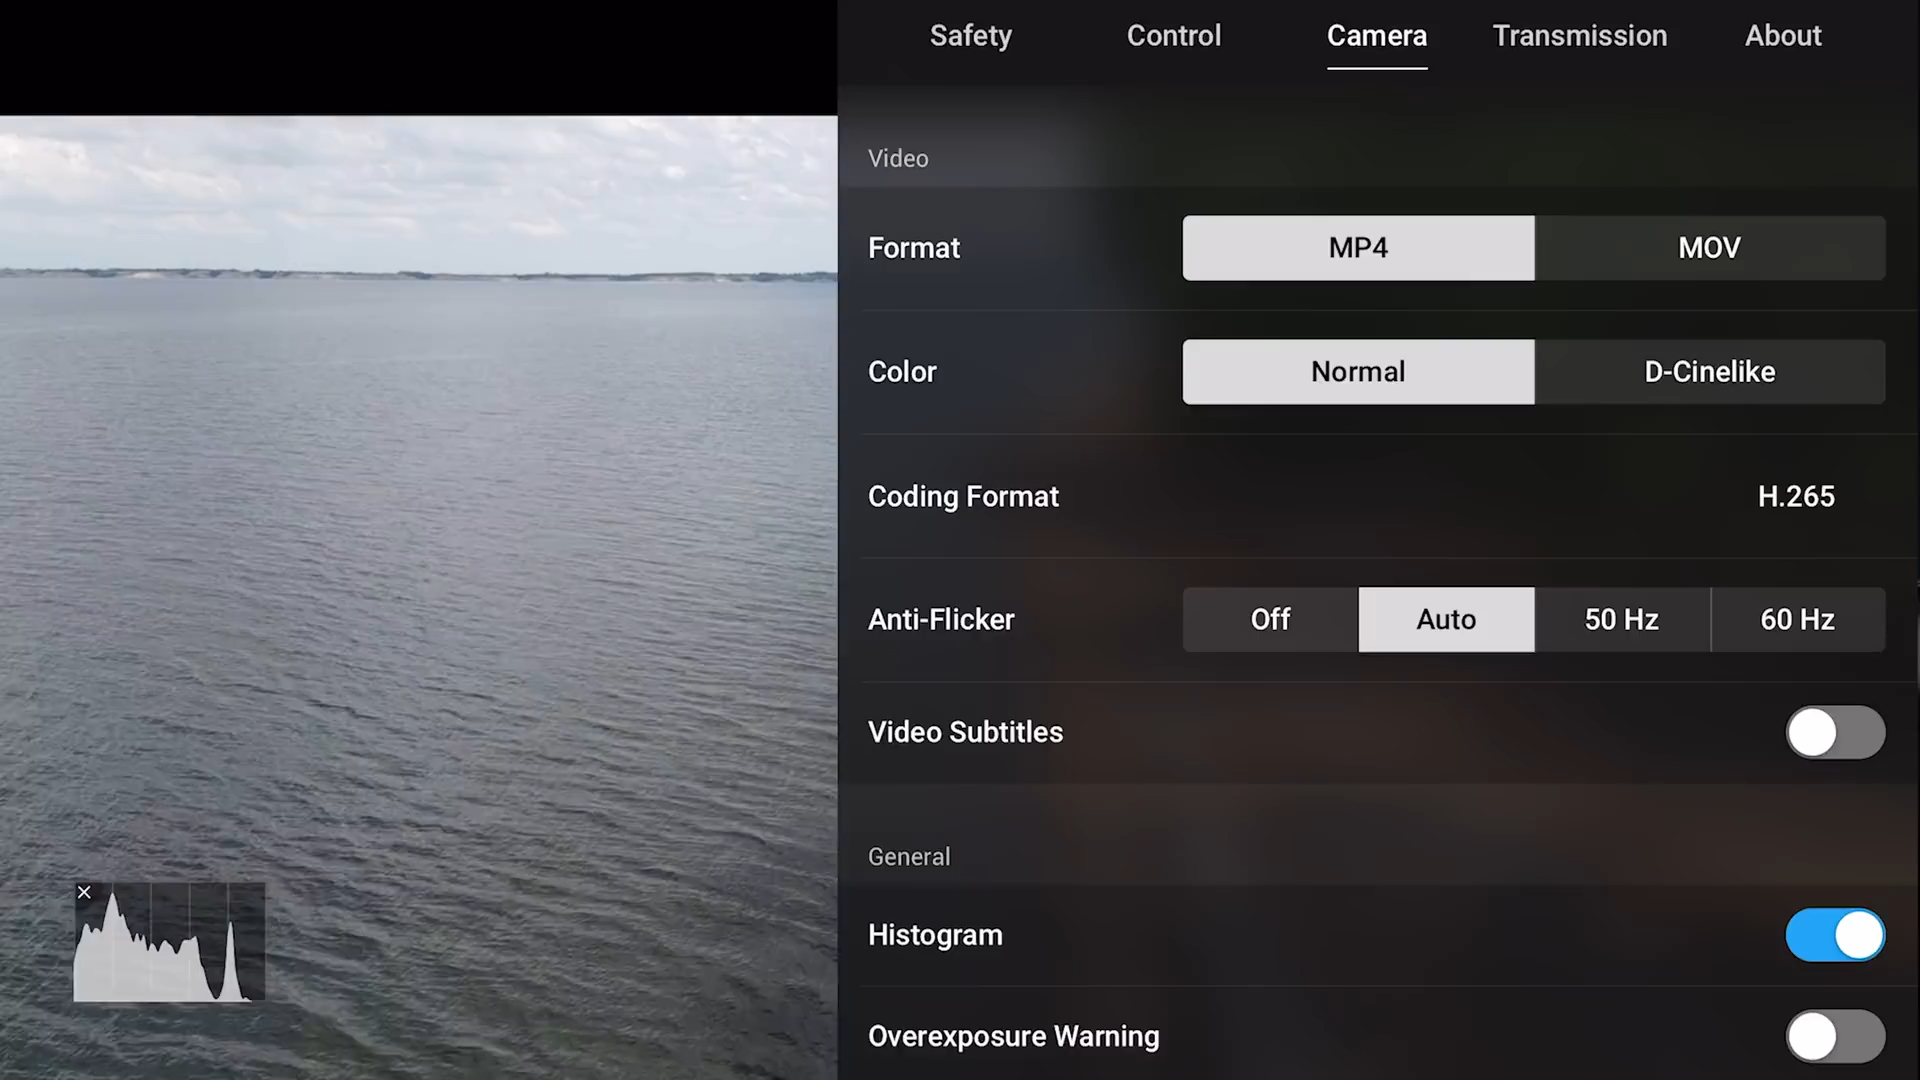 Safety Control Camera Transmission About
Video
Format MP4 MOV
Color Normal D-Cinelike
Coding Format H.265
Anti-Flicker Off Auto 50 Hz 60 Hz
Video Subtitles
General
Histogram
Overexposure Warning